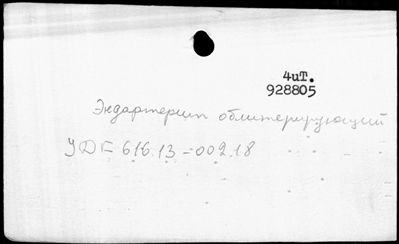 4uT.
928805
Эндартериит облитерирующий
УДК 616.13-002.18